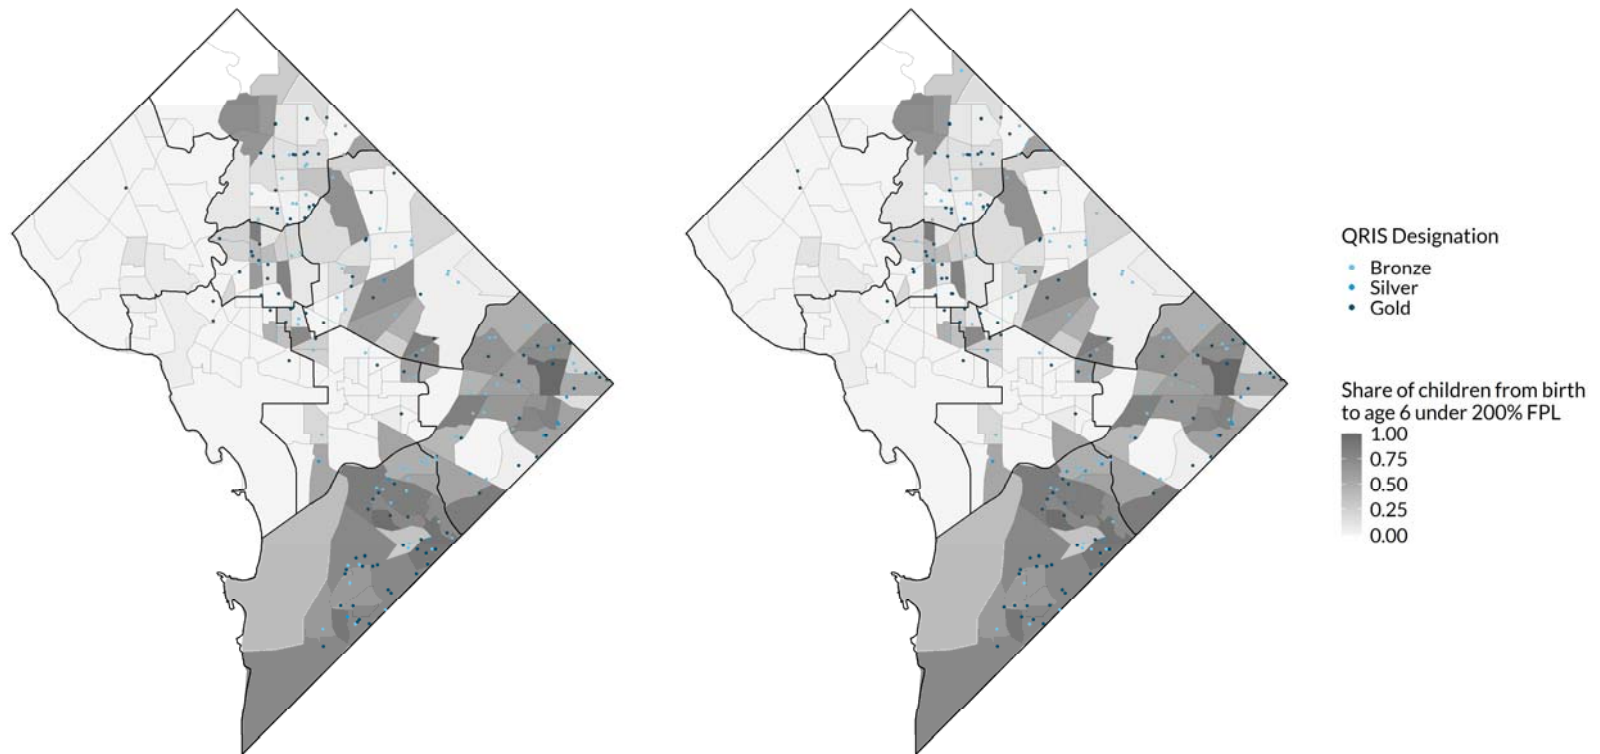 QRIS Designation
Bronze
Silver
Gold
Share of children from birth
to age 6 under 200% FPL
1.00
0.75
0.50
0.25
0.00